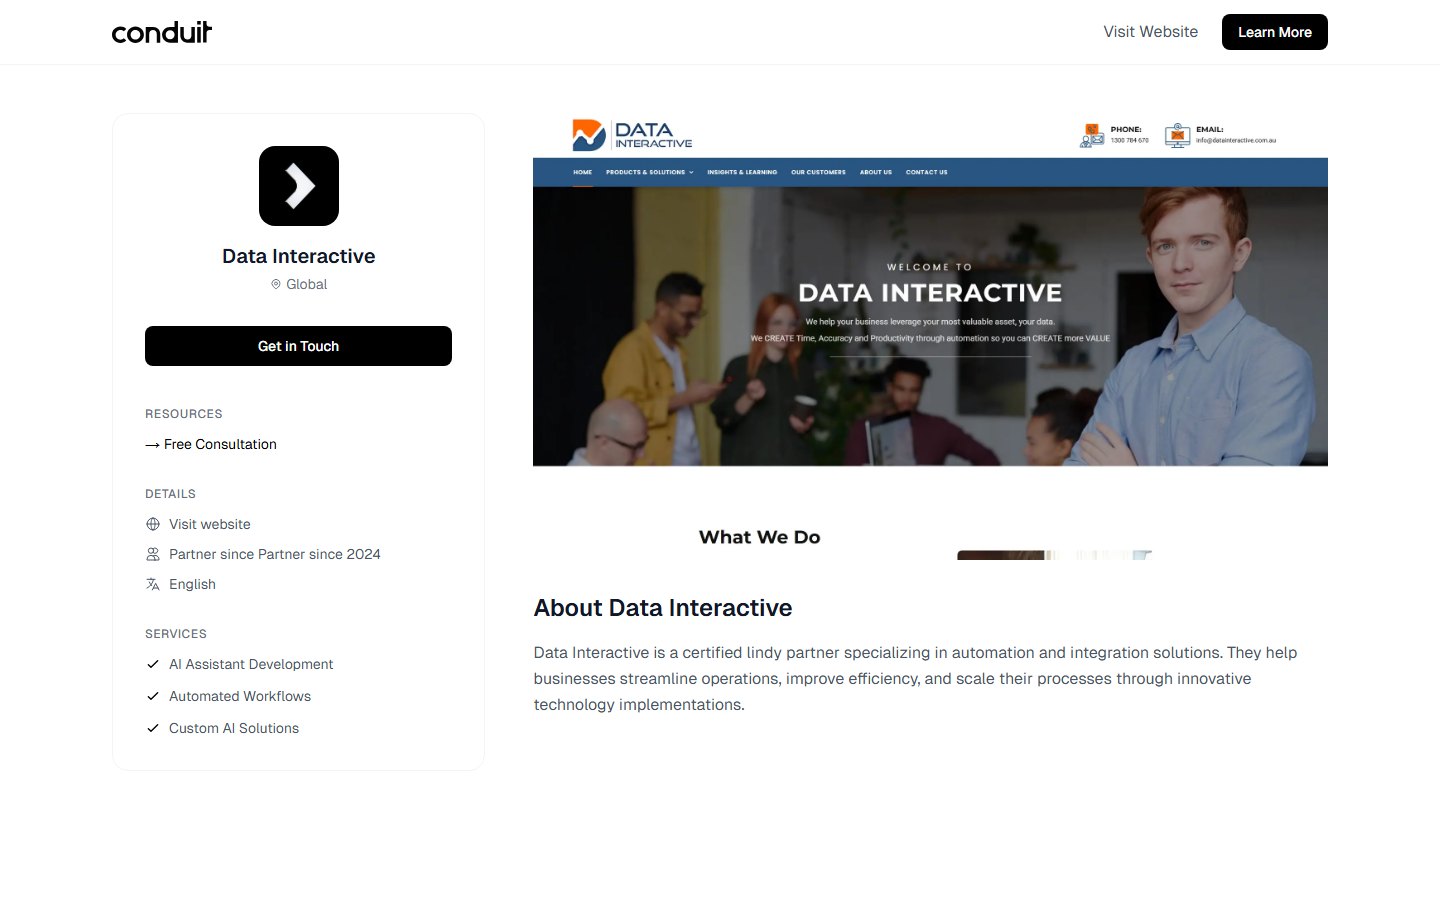 conduit
Visit Website
Learn More
Data Interactive
Global
Get in Touch
RESOURCES
→ Free Consultation
DETAILS
Visit website
Partner since Partner since 2024
English
SERVICES
AI Assistant Development
Automated Workflows
Custom AI Solutions
DATA
INTERACTIVE
PHONE:
1300 784 670
EMAIL:
info@datainteractive.com.au
HOME PRODUCTS & SOLUTIONS INSIGHTS & LEARNING OUR CUSTOMERS ABOUT US CONTACT US
WELCOME TO
DATA INTERACTIVE
We help your business leverage your most valuable asset, your data.
We CREATE Time, Accuracy and Productivity through automation so you can CREATE more VALUE
What We Do
About Data Interactive
Data Interactive is a certified lindy partner specializing in automation and integration solutions. They help
businesses streamline operations, improve efficiency, and scale their processes through innovative
technology implementations.